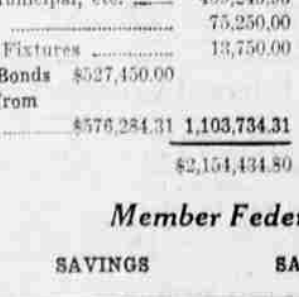 75,250.00
Fixtures ............ 13,750.00
Bonds $527,450.00
from
............ $576,284.31 1,103,734.31
$2,154,434.80
Member Feder
SAVINGS SA